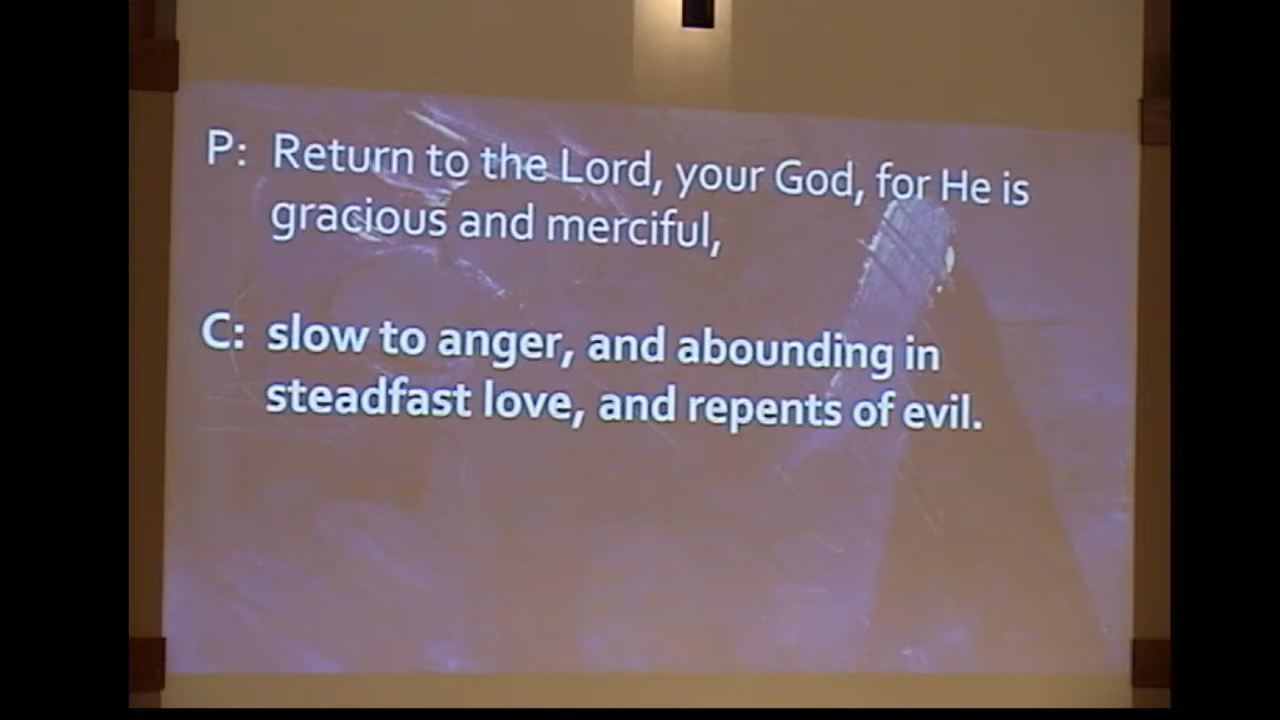 P: Return to the Lord, your God, for He is
gracious and merciful,
C: slow to anger, and abounding in
steadfast love, and repents of evil.